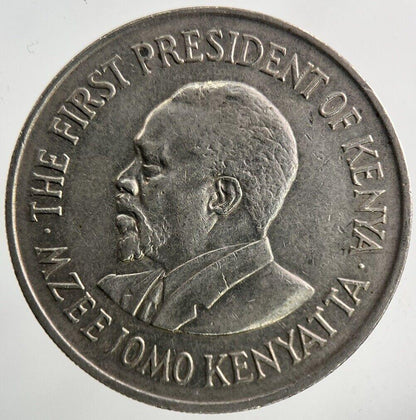 THE FIRST PRESIDENT OF KENYA
MZEE JOMO KENYATTA